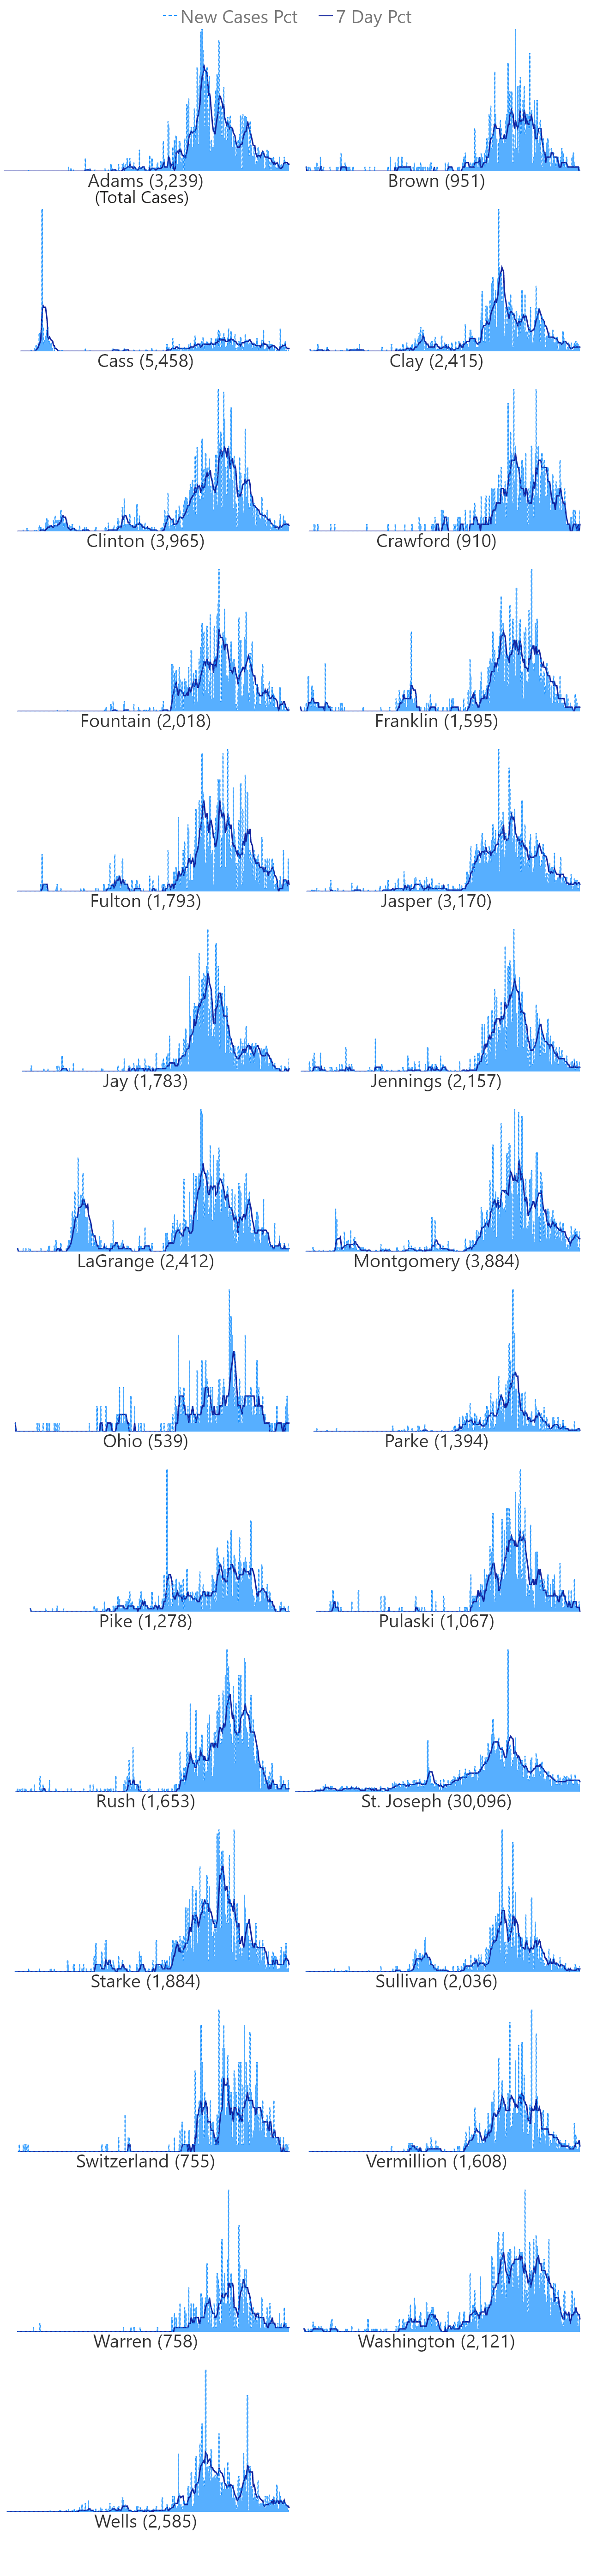 New Cases Pct 7 Day Pct
Adams (3,239) Brown (951)
(Total Cases)
Cass (5,458) Clay (2,415)
Clinton (3,965) Crawford (910)
Fountain (2,018) Franklin (1,595)
Fulton (1,793) Jasper (3,170)
Jay (1,783) Jennings (2,157)
LaGrange (2,412) Montgomery (3,884)
Ohio (539) Parke (1,394)
Pike (1,278) Pulaski (1,067)
Rush (1,653) St. Joseph (30,096)
Starke (1,884) Sullivan (2,036)
Switzerland (755) Vermillion (1,608)
Warren (758) Washington (2,121)
Wells (2,585)